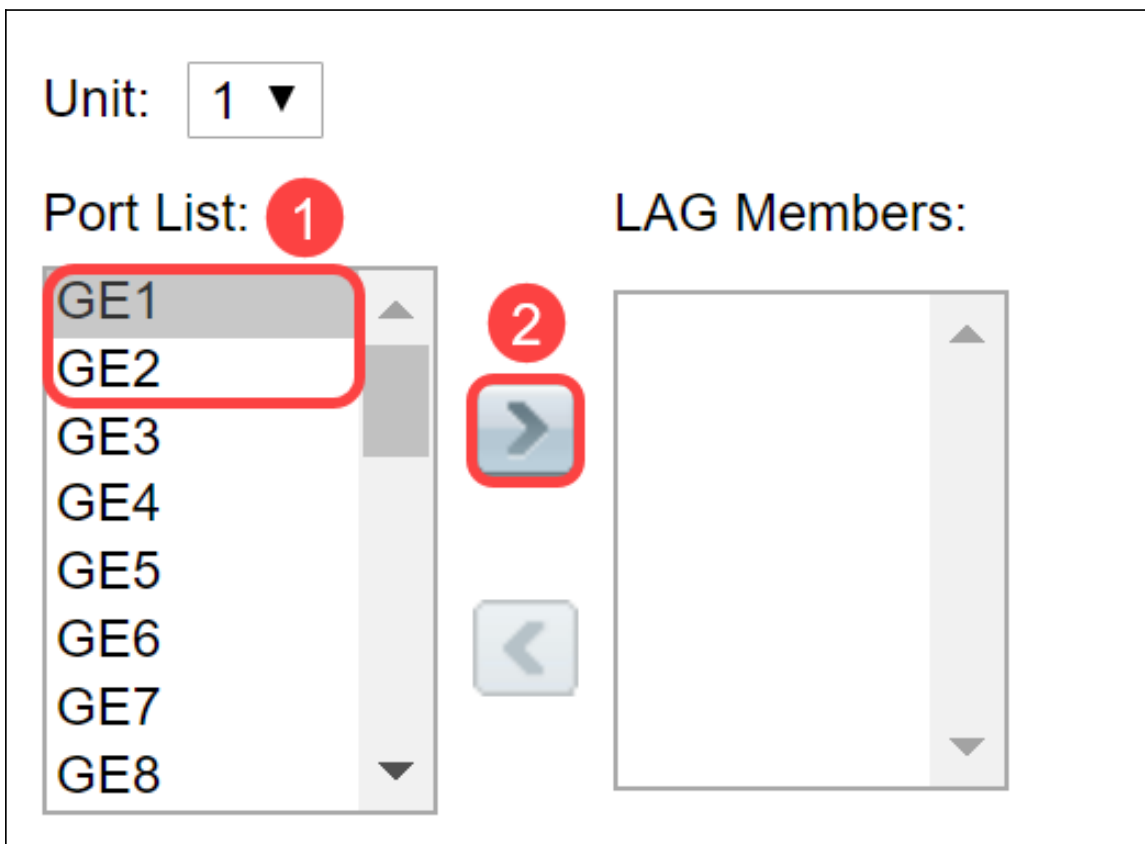 Unit: 1
Port List: 1
LAG Members:
GE1
GE2
GE3
GE4
GE5
GE6
GE7
GE8
2